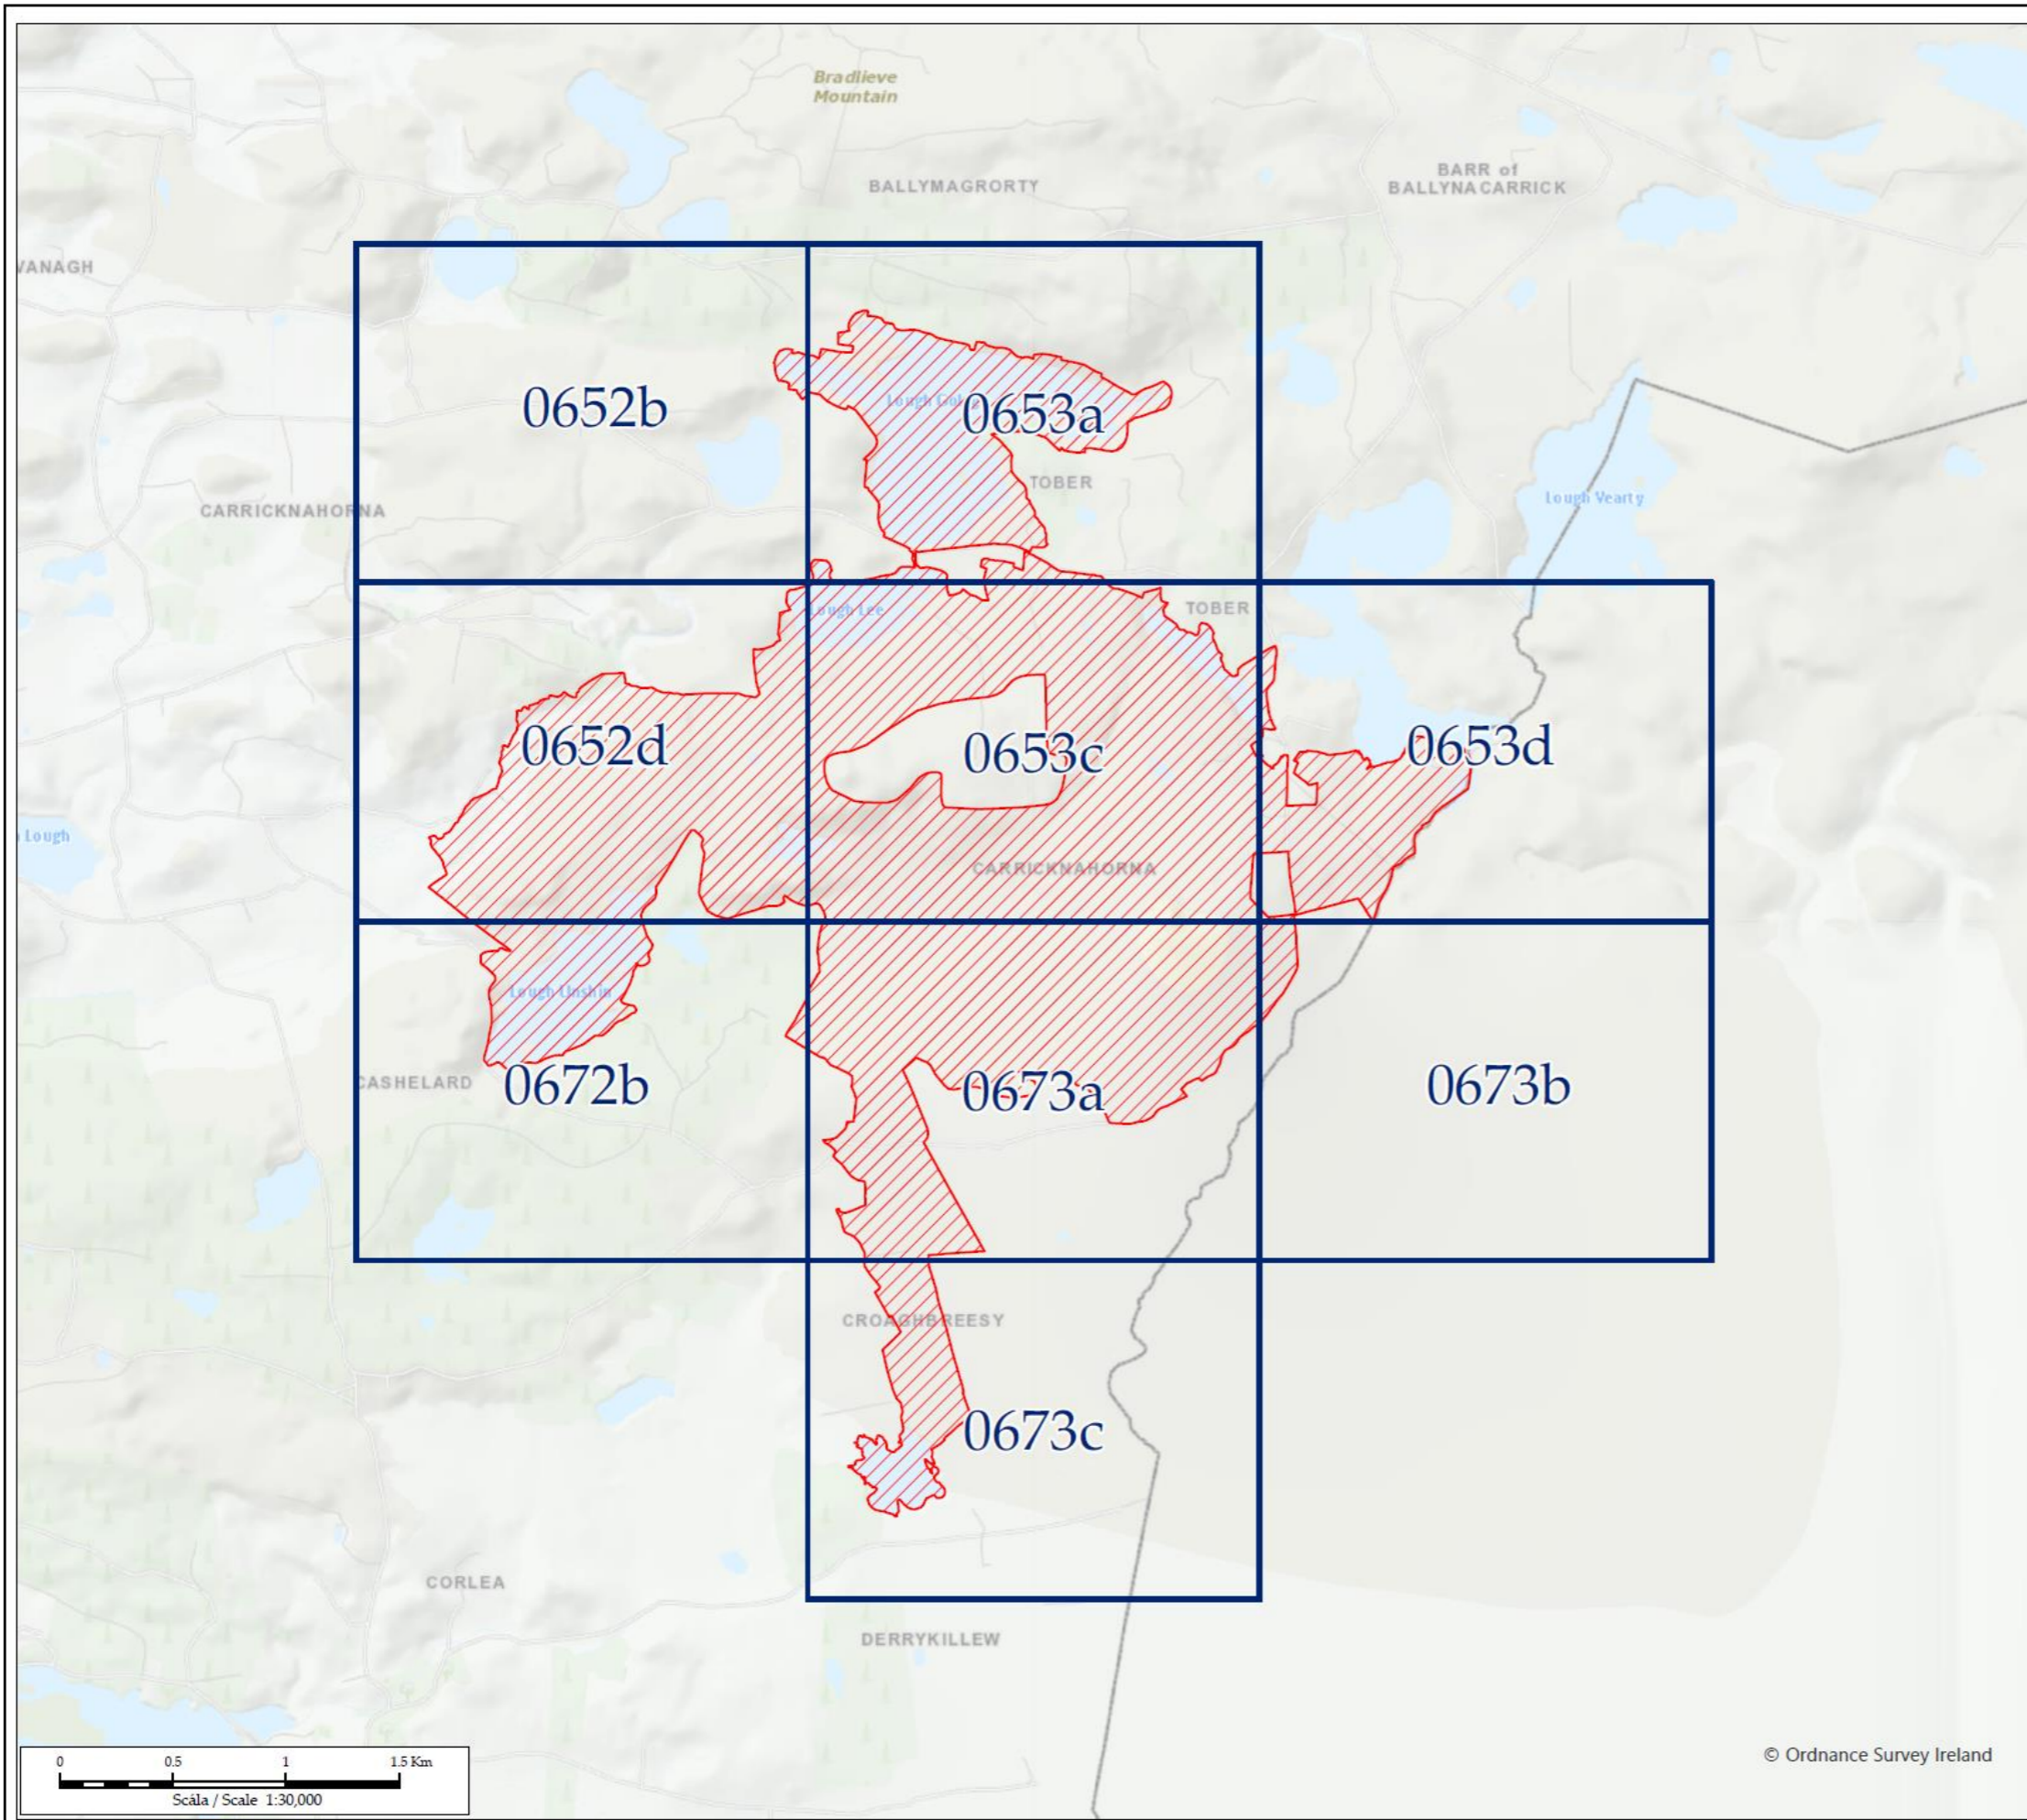 Bradlieve
Mountain
BALLYMAGRORTY
BARR of
BALLYNACARRICK
VANAGH
0652b
0653a
TOBER
Lough Vearty
CARRICKNAHORNA
Lough Lee
TOBER
0652d
0653c
0653d
Lough
CARRICKNAHORNA
Lough Unshin
CASHELARD
0672b
0673a
0673b
CROAGHBREESY
0673c
CORLEA
DERRYKILLEW
© Ordnance Survey Ireland
0 0.5 1 1.5 Km
Scála / Scale 1:30,000